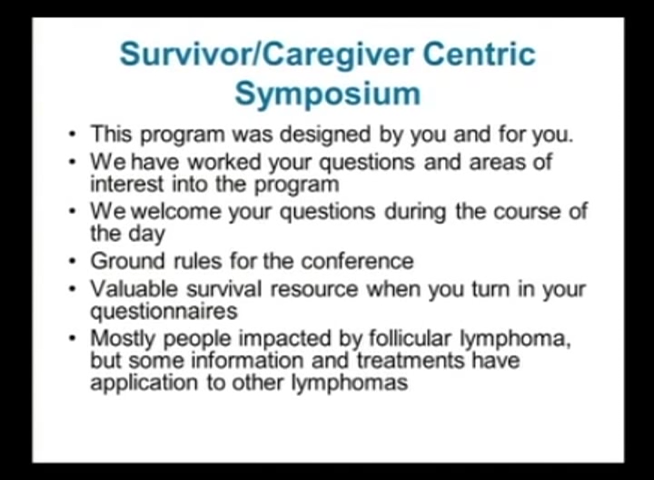 Survivor/Caregiver Centric
Symposium
• This program was designed by you and for you.
• We have worked your questions and areas of
interest into the program
• We welcome your questions during the course of
the day
• Ground rules for the conference
• Valuable survival resource when you turn in your
questionnaires
• Mostly people impacted by follicular lymphoma,
but some information and treatments have
application to other lymphomas